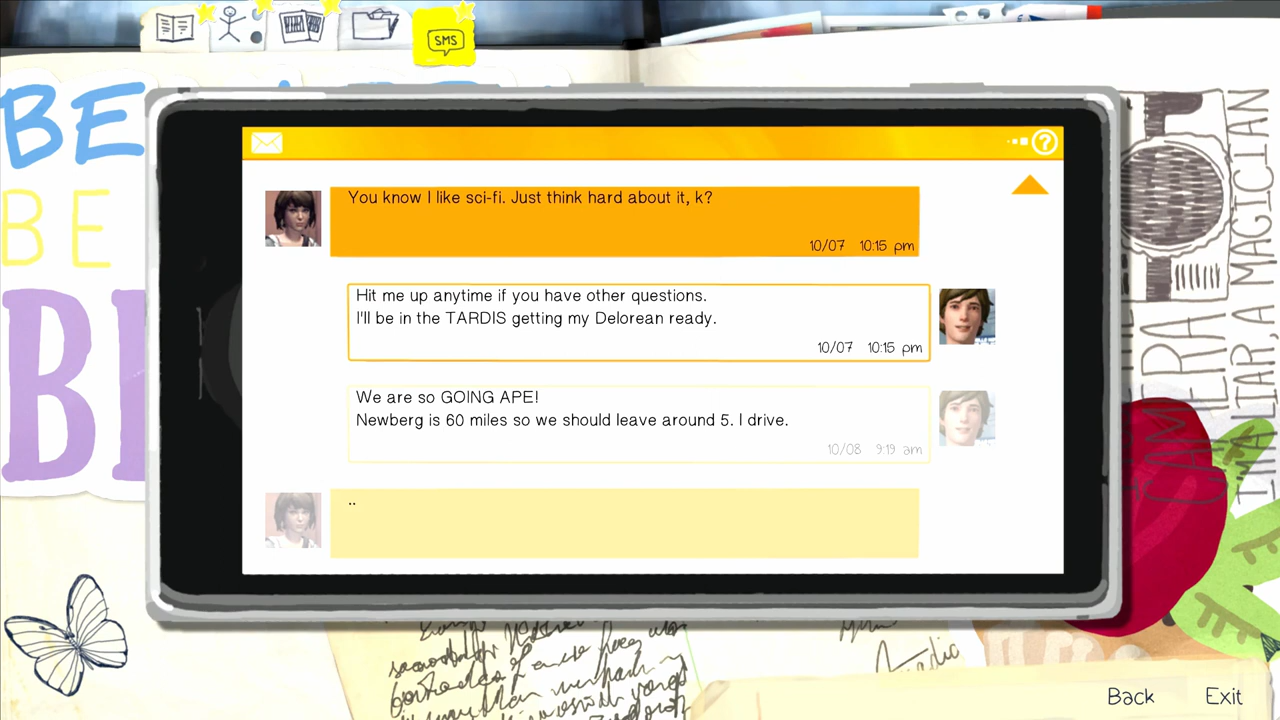 SMS
BE
BE
You know I like sci-fi. Just think hard about it, k?
10/07 10:15 pm
Hit me up anytime if you have other questions.
I'll be in the TARDIS getting my Delorean ready.
10/07 10:15 pm
We are so GOING APE!
Newberg is 60 miles so we should leave around 5. I drive.
10/08 9:19 am
..
CAMERA
LIAR, A MAGICIAN
Back
Exit